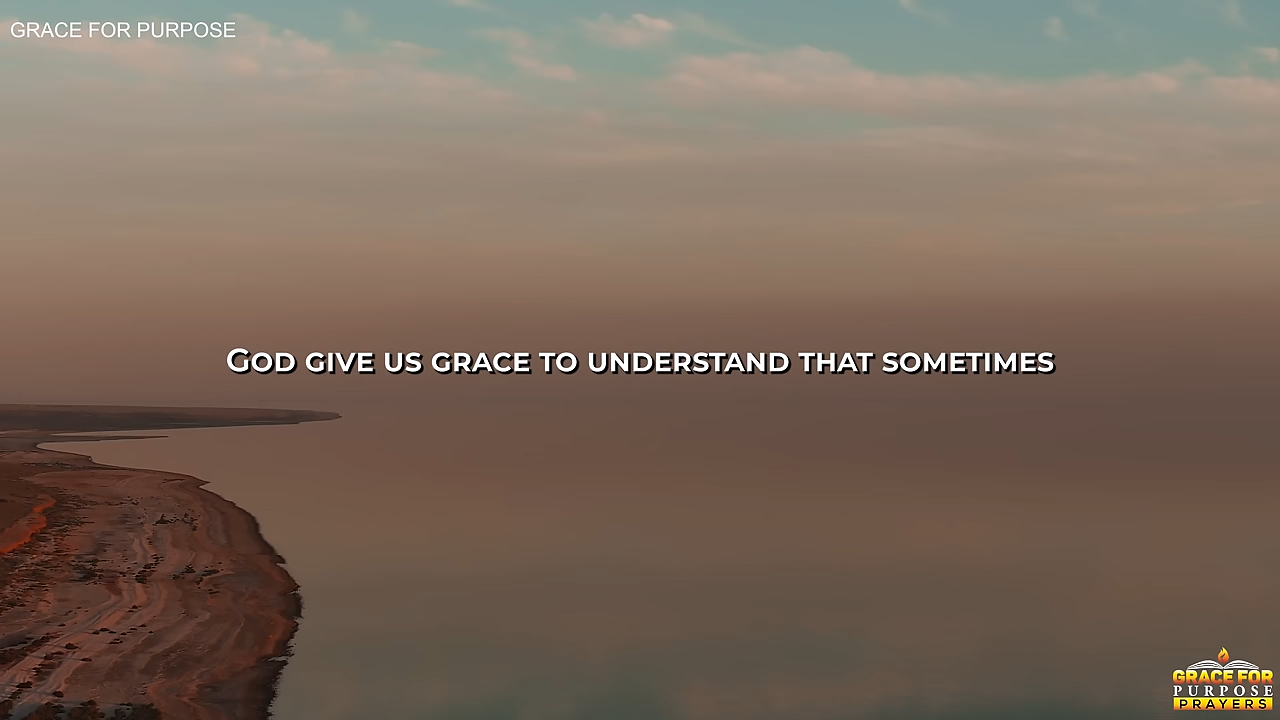 GRACE FOR PURPOSE
God give us grace to understand that sometimes
GRACE FOR
PURPOSE
PRAYERS